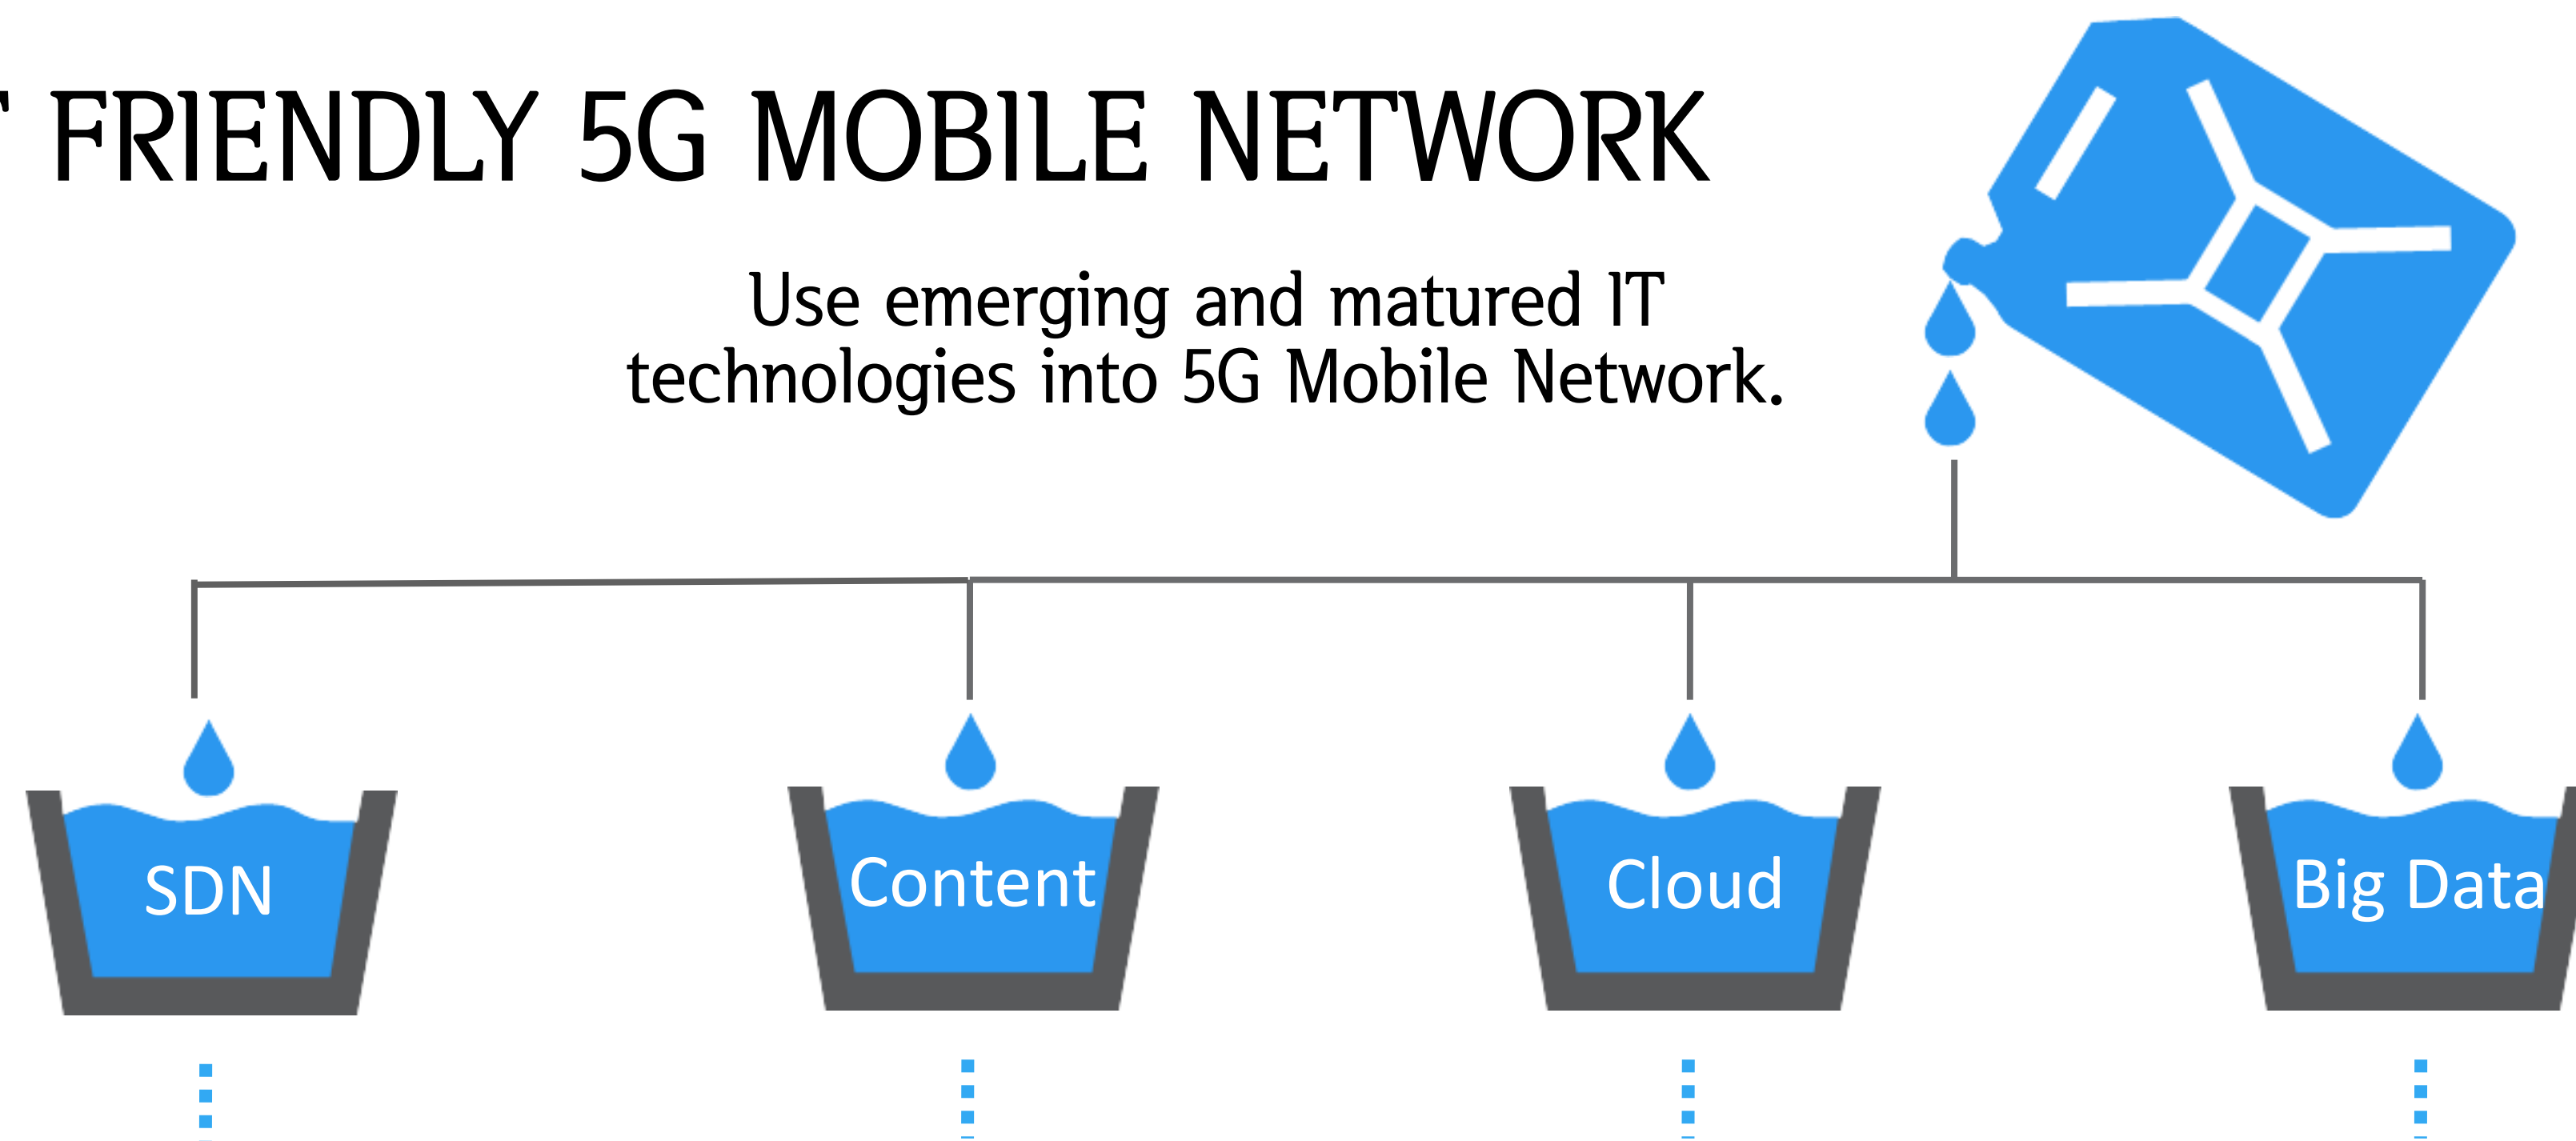 FRIENDLY 5G MOBILE NETWORK
Use emerging and matured IT
technologies into 5G Mobile Network.
SDN
Content
Cloud
Big Data